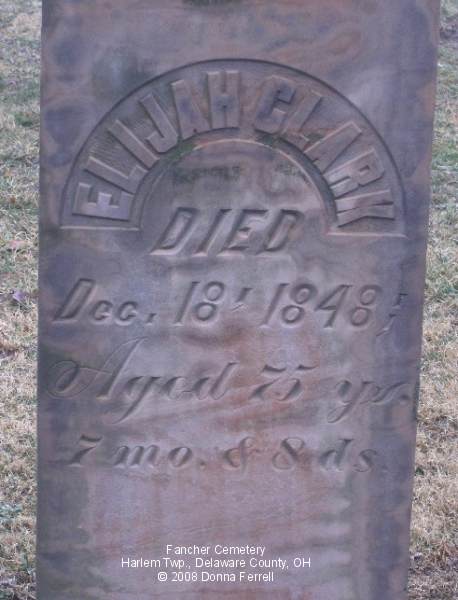 ELIJAH CLARK
DIED
Dec. 18, 1848;
Aged 75 yrs.
7 mo. & 8 ds.
Fancher Cemetery
Harlem Twp., Delaware County, OH
© 2008 Donna Ferrell